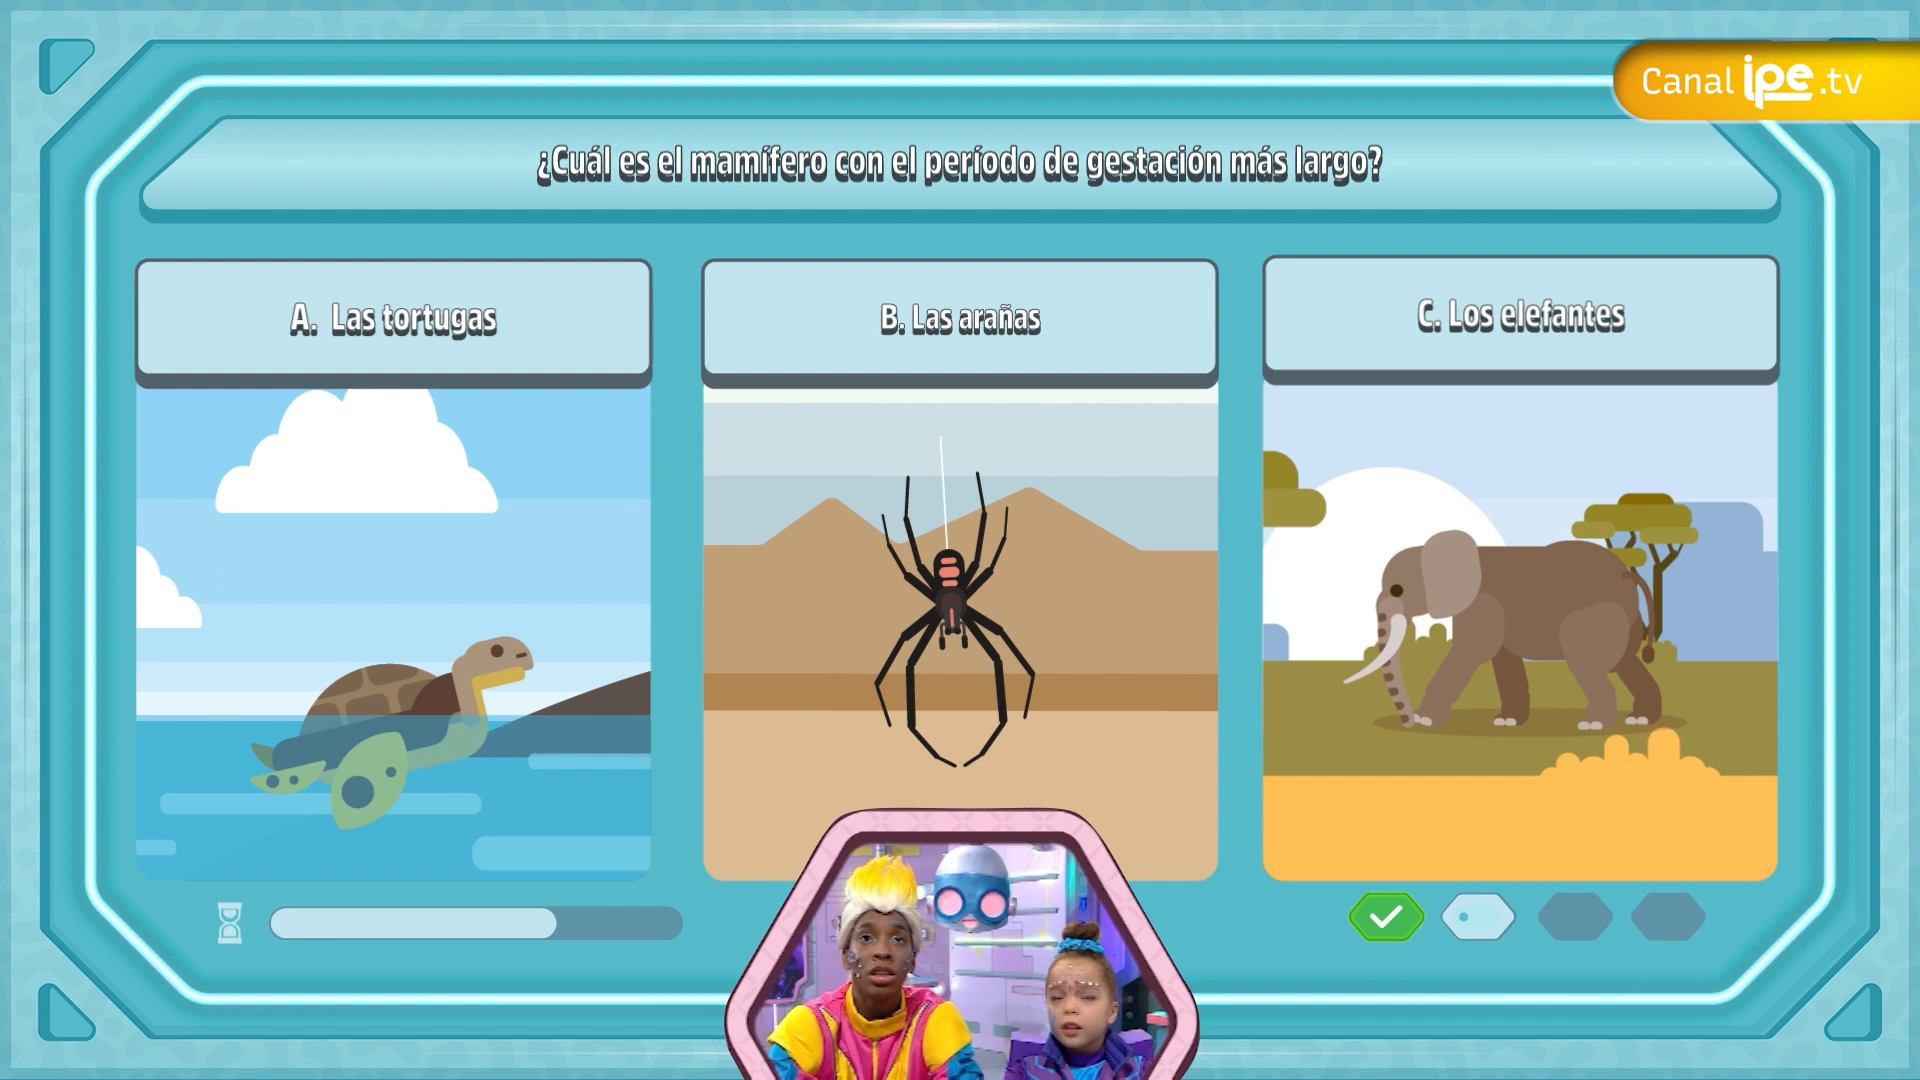 Canal ipe.tv
¿Cuál es el mamífero con el período de gestación más largo?
A. Las tortugas
B. Las arañas
C. Los elefantes